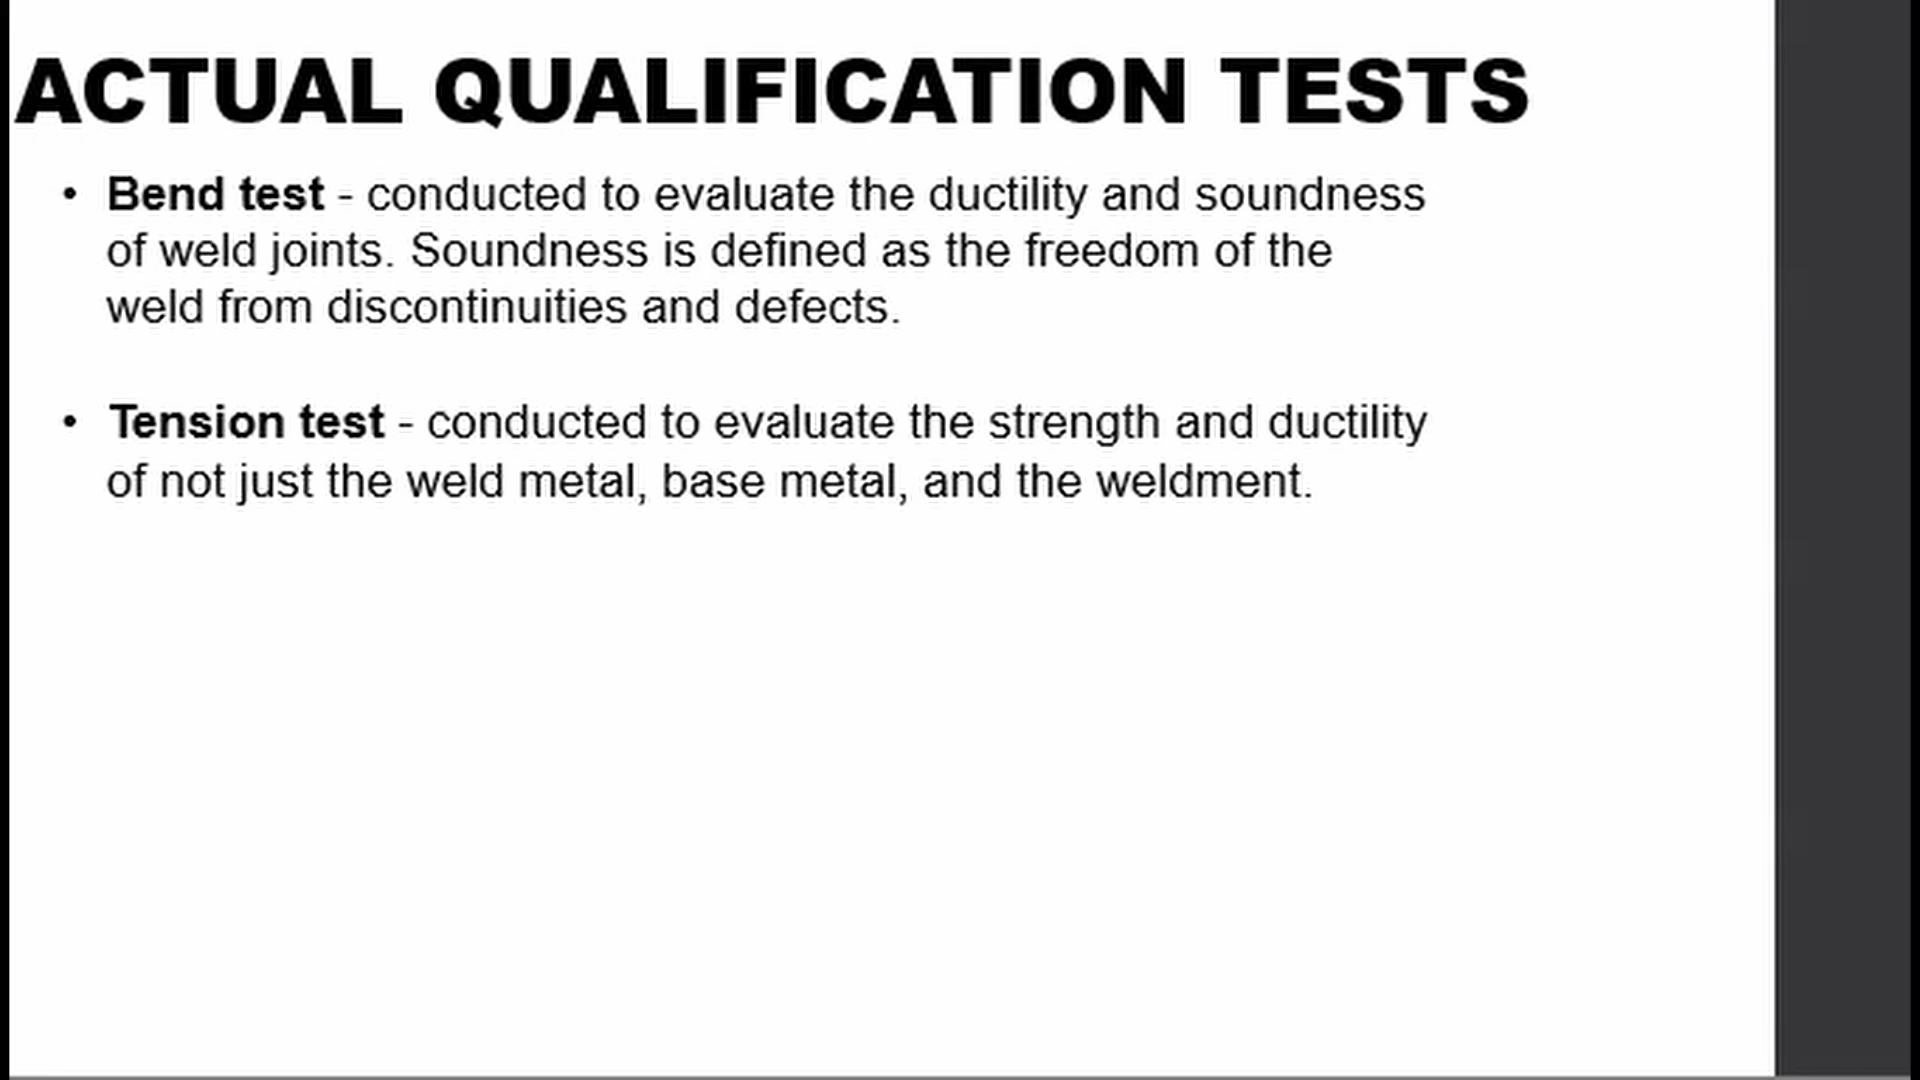 ACTUAL QUALIFICATION TESTS
• Bend test - conducted to evaluate the ductility and soundness
of weld joints. Soundness is defined as the freedom of the
weld from discontinuities and defects.
• Tension test - conducted to evaluate the strength and ductility
of not just the weld metal, base metal, and the weldment.